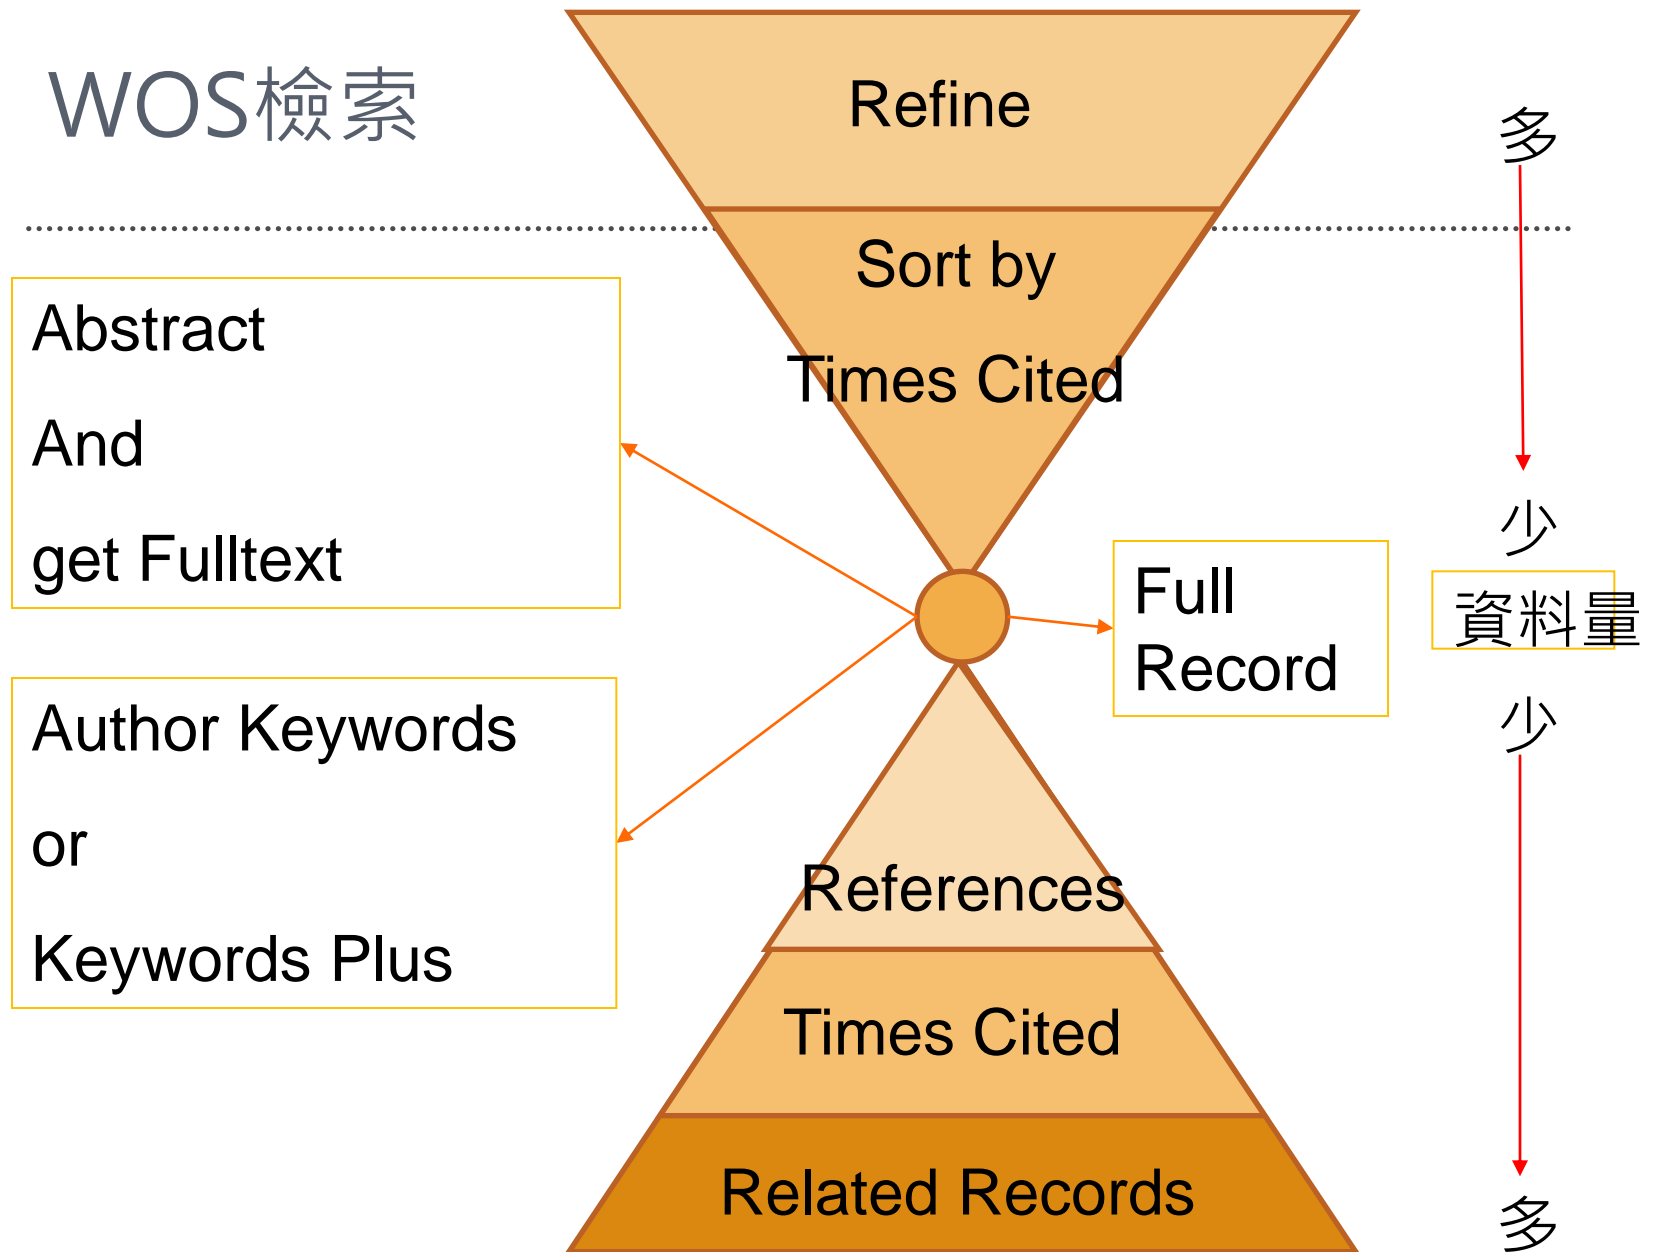 WOS檢索
Refine
Sort by
Times Cited
多
少
資料量
少
多
Abstract
And
get Fulltext
Full
Record
Author Keywords
or
Keywords Plus
References
Times Cited
Related Records